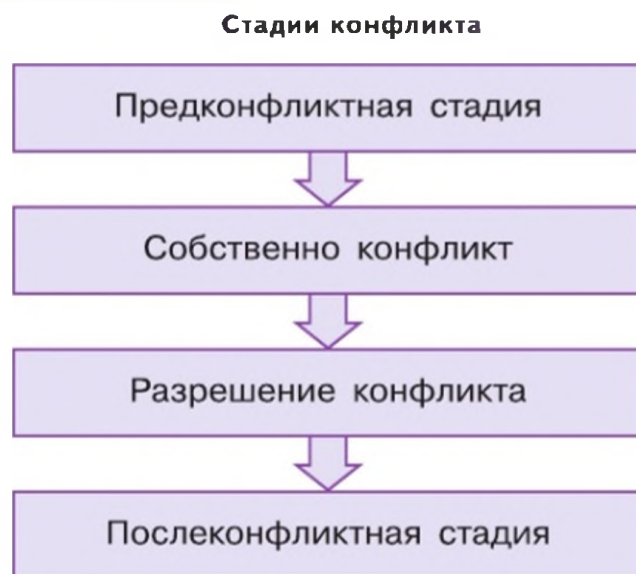 Стадии конфликта
Предконфликтная стадия
Собственно конфликт
Разрешение конфликта
Послеконфликтная стадия